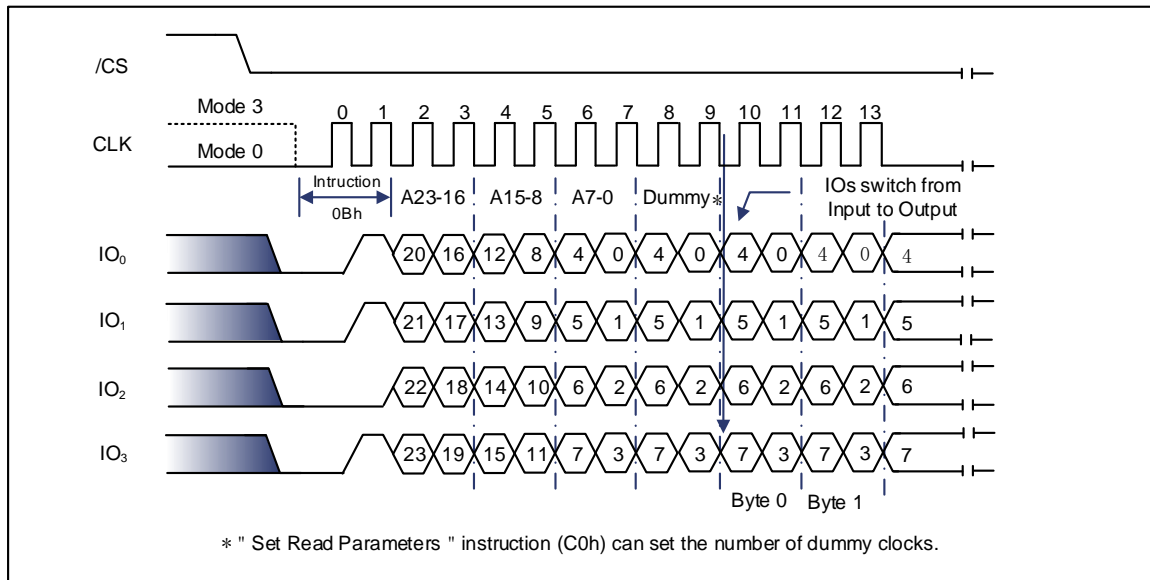 /CS
Mode 3
0 1 2 3 4 5 6 7 8 9 10 11 12 13
CLK
Mode 0
Intruction
0Bh
A23-16 A15-8 A7-0 Dummy*
IOs switch from
Input to Output
IO0 20 16 12 8 4 0 4 0 4 0 4 0 4
IO1 21 17 13 9 5 1 5 1 5 1 5 1 5
IO2 22 18 14 10 6 2 6 2 6 2 6 2 6
IO3 23 19 15 11 7 3 7 3 7 3 7 3 7
Byte 0 Byte 1
* " Set Read Parameters " instruction (C0h) can set the number of dummy clocks.